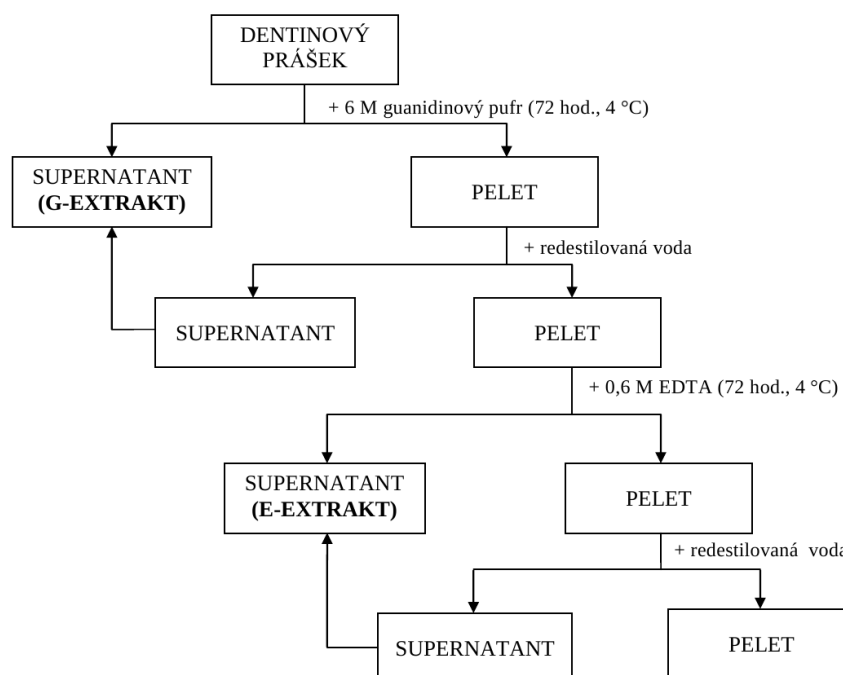 DENTINOVÝ
PRÁŠEK
+ 6 M guanidinový pufr (72 hod., 4 °C)
SUPERNATANT
(G-EXTRAKT)
PELET
+ redestilovaná voda
SUPERNATANT
PELET
+ 0,6 M EDTA (72 hod., 4 °C)
SUPERNATANT
(E-EXTRAKT)
PELET
+ redestilovaná voda
SUPERNATANT
PELET